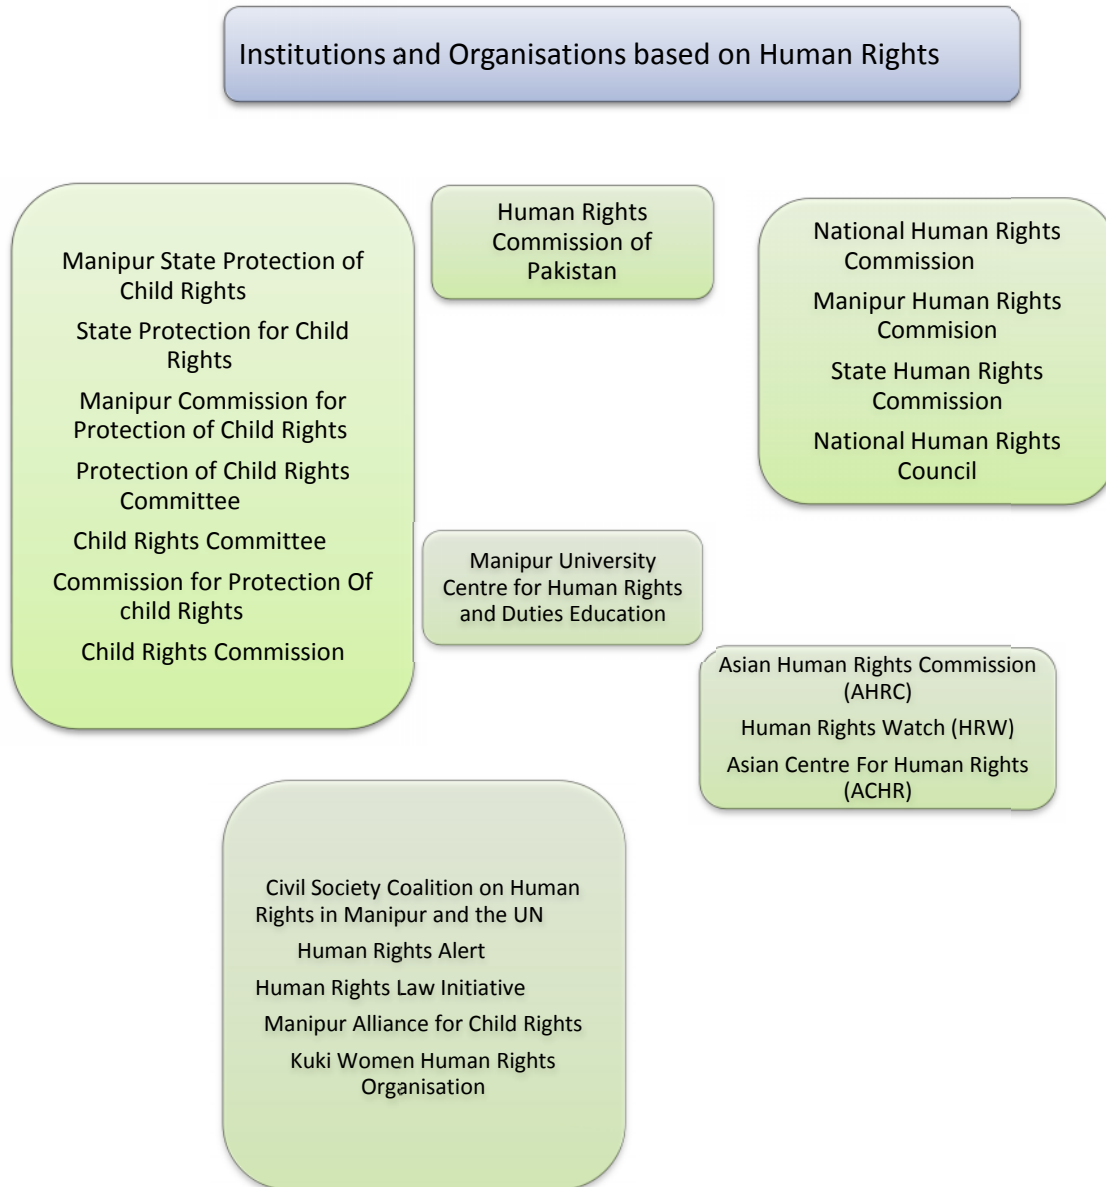 Institutions and Organisations based on Human Rights
Manipur State Protection of
Child Rights
State Protection for Child
Rights
Manipur Commission for
Protection of Child Rights
Protection of Child Rights
Committee
Child Rights Committee
Commission for Protection Of
child Rights
Child Rights Commission
Human Rights
Commission of
Pakistan
National Human Rights
Commission
Manipur Human Rights
Commision
State Human Rights
Commission
National Human Rights
Council
Manipur University
Centre for Human Rights
and Duties Education
Asian Human Rights Commission
(AHRC)
Human Rights Watch (HRW)
Asian Centre For Human Rights
(ACHR)
Civil Society Coalition on Human
Rights in Manipur and the UN
Human Rights Alert
Human Rights Law Initiative
Manipur Alliance for Child Rights
Kuki Women Human Rights
Organisation